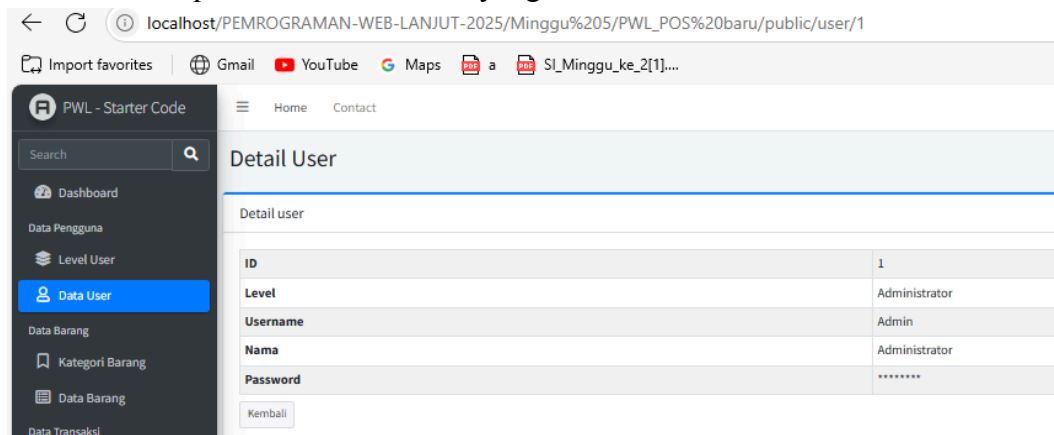 localhost/PEMROGRAMAN-WEB-LANJUT-2025/Minggu%205/PWL_POS%20baru/public/user/1
Import favorites Gmail YouTube Maps a SI_Minggu_ke_2[1]....
PWL - Starter Code
Home Contact
Search
Detail User
Dashboard
Detail user
Data Pengguna
Level User
ID 1
Data User
Level Administrator
Username Admin
Data Barang
Nama Administrator
Kategori Barang
Password ********
Data Barang
Kembali
Data Transaksi